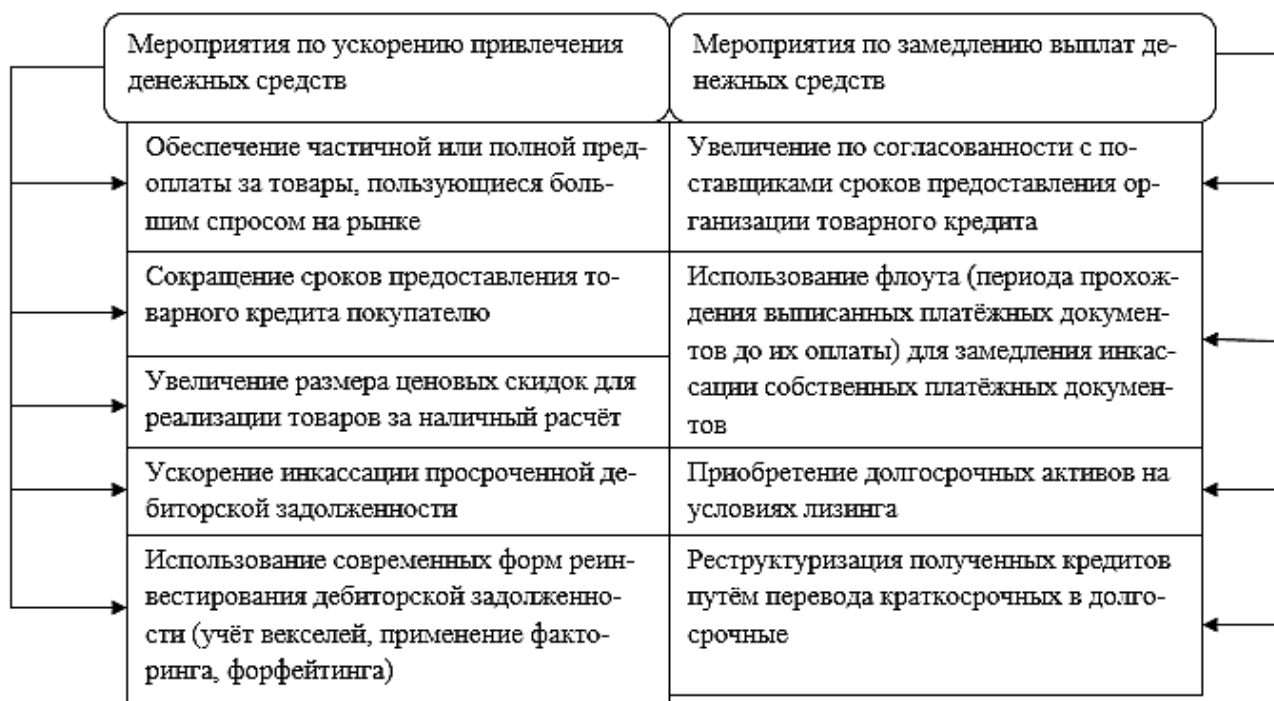 Мероприятия по ускорению привлечения
денежных средств
Обеспечение частичной или полной пред-
оплаты за товары, пользующиеся боль-
шим спросом на рынке
Сокращение сроков предоставления то-
варного кредита покупателю
Увеличение размера ценовых скидок для
реализации товаров за наличный расчёт
Ускорение инкассации просроченной де-
биторской задолженности
Использование современных форм реин-
вестирования дебиторской задолженно-
сти (учёт векселей, применение факто-
ринга, форфейтинга)
Мероприятия по замедлению выплат де-
нежных средств
Увеличение по согласованности с по-
ставщиками сроков предоставления ор-
ганизации товарного кредита
Использование флоута (периода прохож-
дения выписанных платёжных докумен-
тов до их оплаты) для замедления инкас-
сации собственных платёжных докумен-
тов
Приобретение долгосрочных активов на
условиях лизинга
Реструктуризация полученных кредитов
путём перевода краткосрочных в долго-
срочные